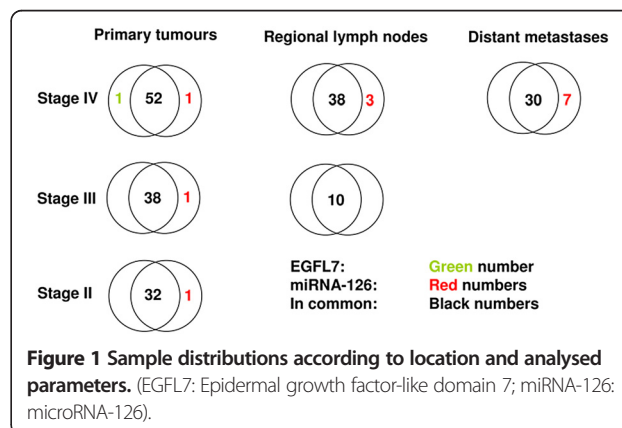 Primary tumours Regional lymph nodes Distant metastases
Stage IV 1 52 1 38 3 30 7
Stage III 38 1 10
Stage II 32 1
EGFL7: Green number
miRNA-126: Red numbers
In common: Black numbers
Figure 1 Sample distributions according to location and analysed
parameters. (EGFL7: Epidermal growth factor-like domain 7; miRNA-126:
microRNA-126).